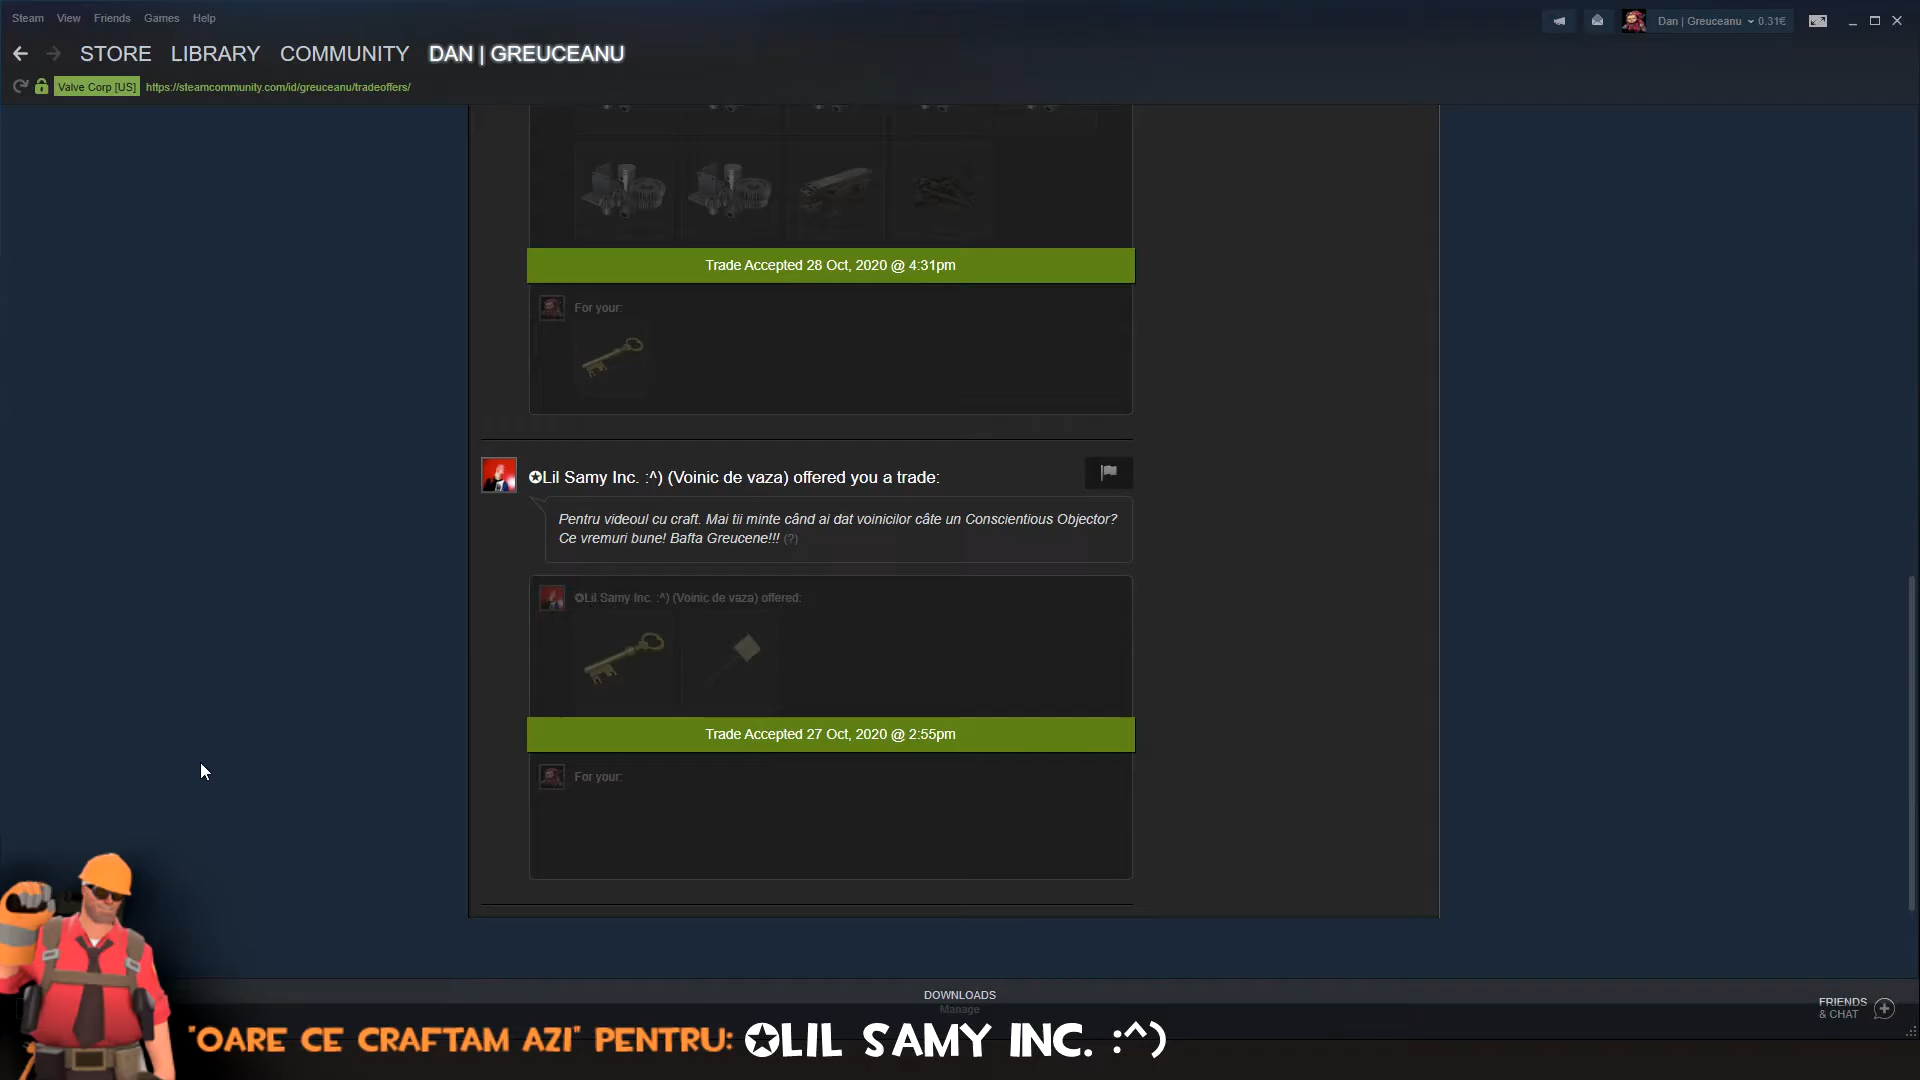 Steam View Friends Games Help
Dan | Greuceanu 0.31€
STORE LIBRARY COMMUNITY DAN | GREUCEANU
Valve Corp [US] https://steamcommunity.com/id/greuceanu/tradeoffers/
Trade Accepted 28 Oct, 2020 @ 4:31pm
For your:
✪Lil Samy Inc. :^) (Voinic de vaza) offered you a trade:
Pentru videoul cu craft. Mai tii minte când ai dat voinicilor câte un Conscientious Objector?
Ce vremuri bune! Bafta Greucene!!! (?)
✪Lil Samy Inc. :^) (Voinic de vaza) offered:
Trade Accepted 27 Oct, 2020 @ 2:55pm
For your:
DOWNLOADS
Manage
FRIENDS
& CHAT
"OARE CE CRAFTAM AZI" PENTRU: ✪LIL SAMY INC. :^)